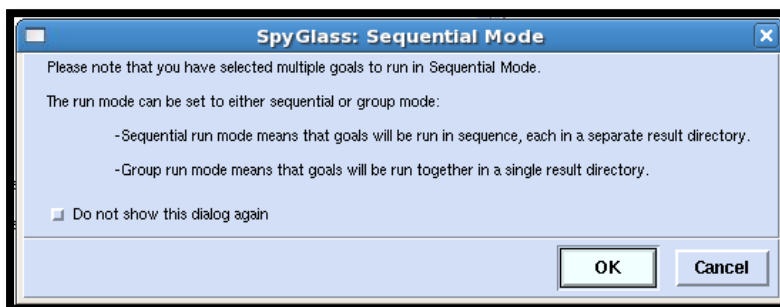 SpyGlass: Sequential Mode
Please note that you have selected multiple goals to run in Sequential Mode.
The run mode can be set to either sequential or group mode:
-Sequential run mode means that goals will be run in sequence, each in a separate result directory.
-Group run mode means that goals will be run together in a single result directory.
Do not show this dialog again
OK Cancel